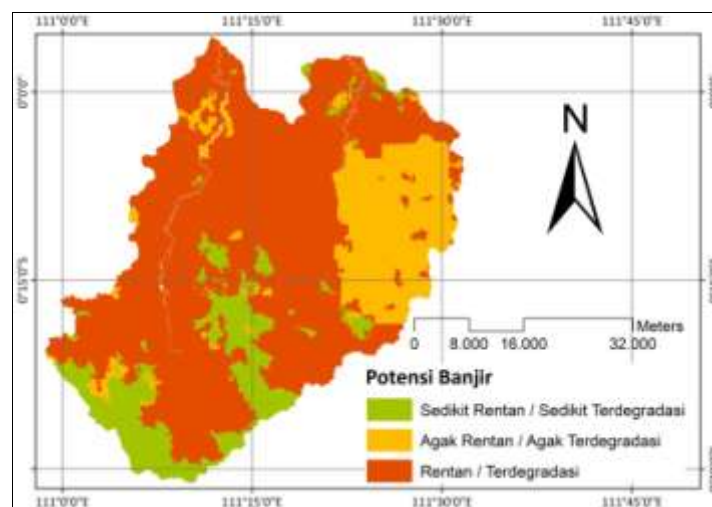 111°0'0"E 111°15'0"E 111°30'0"E 111°45'0"E
0°0'0"
N
0°15'0"S
Meters
0 8.000 16.000 32.000
Potensi Banjir
Sedikit Rentan / Sedikit Terdegradasi
Agak Rentan / Agak Terdegradasi
Rentan / Terdegradasi
111°0'0"E 111°15'0"E 111°30'0"E 111°45'0"E